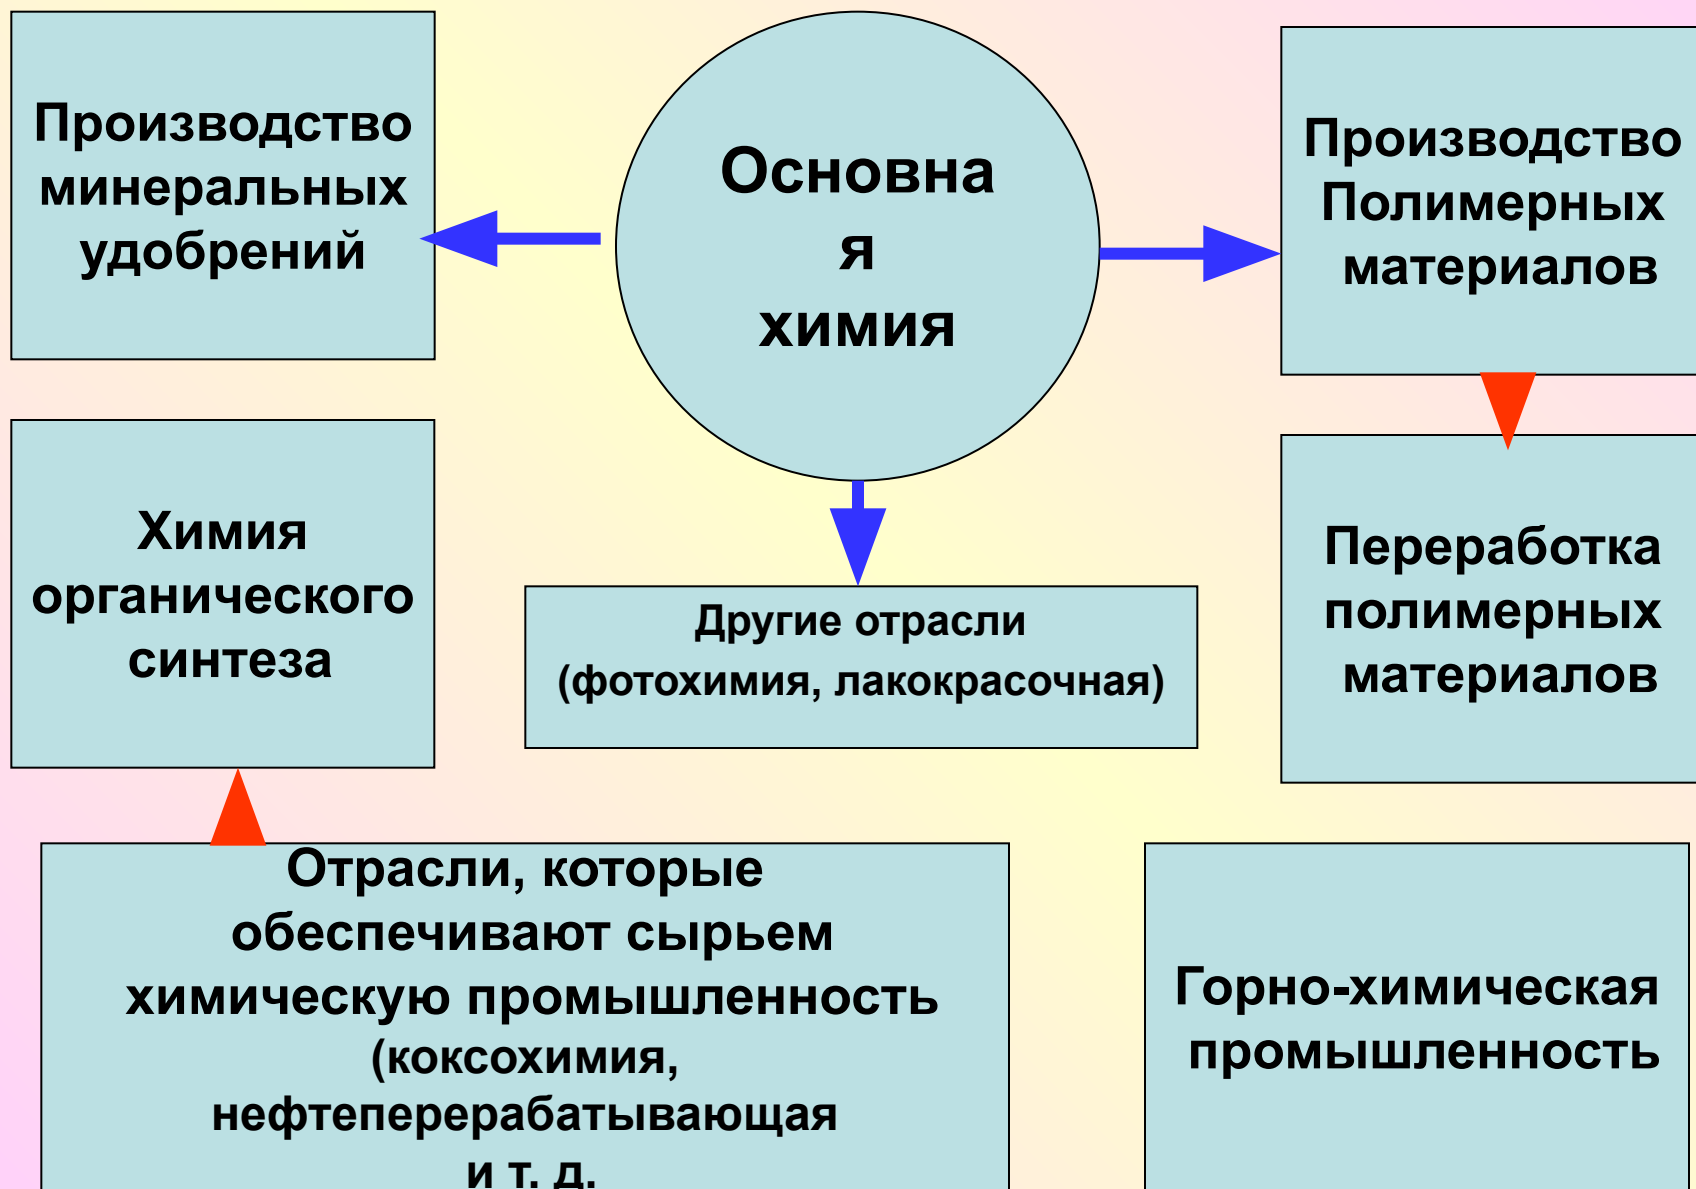 Производство
минеральных
удобрений
Основна
я
химия
Производство
Полимерных
материалов
Химия
органического
синтеза
Другие отрасли
(фотохимия, лакокрасочная)
Переработка
полимерных
материалов
Отрасли, которые
обеспечивают сырьем
химическую промышленность
(коксохимия,
нефтеперерабатывающая
и т. д.
Горно-химическая
промышленность